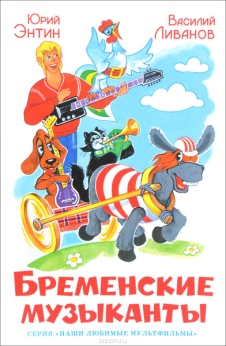 Юрий
Энтин
Василий
Ливанов
Бременские
музыканты
серия «Наши любимые мультфильмы»